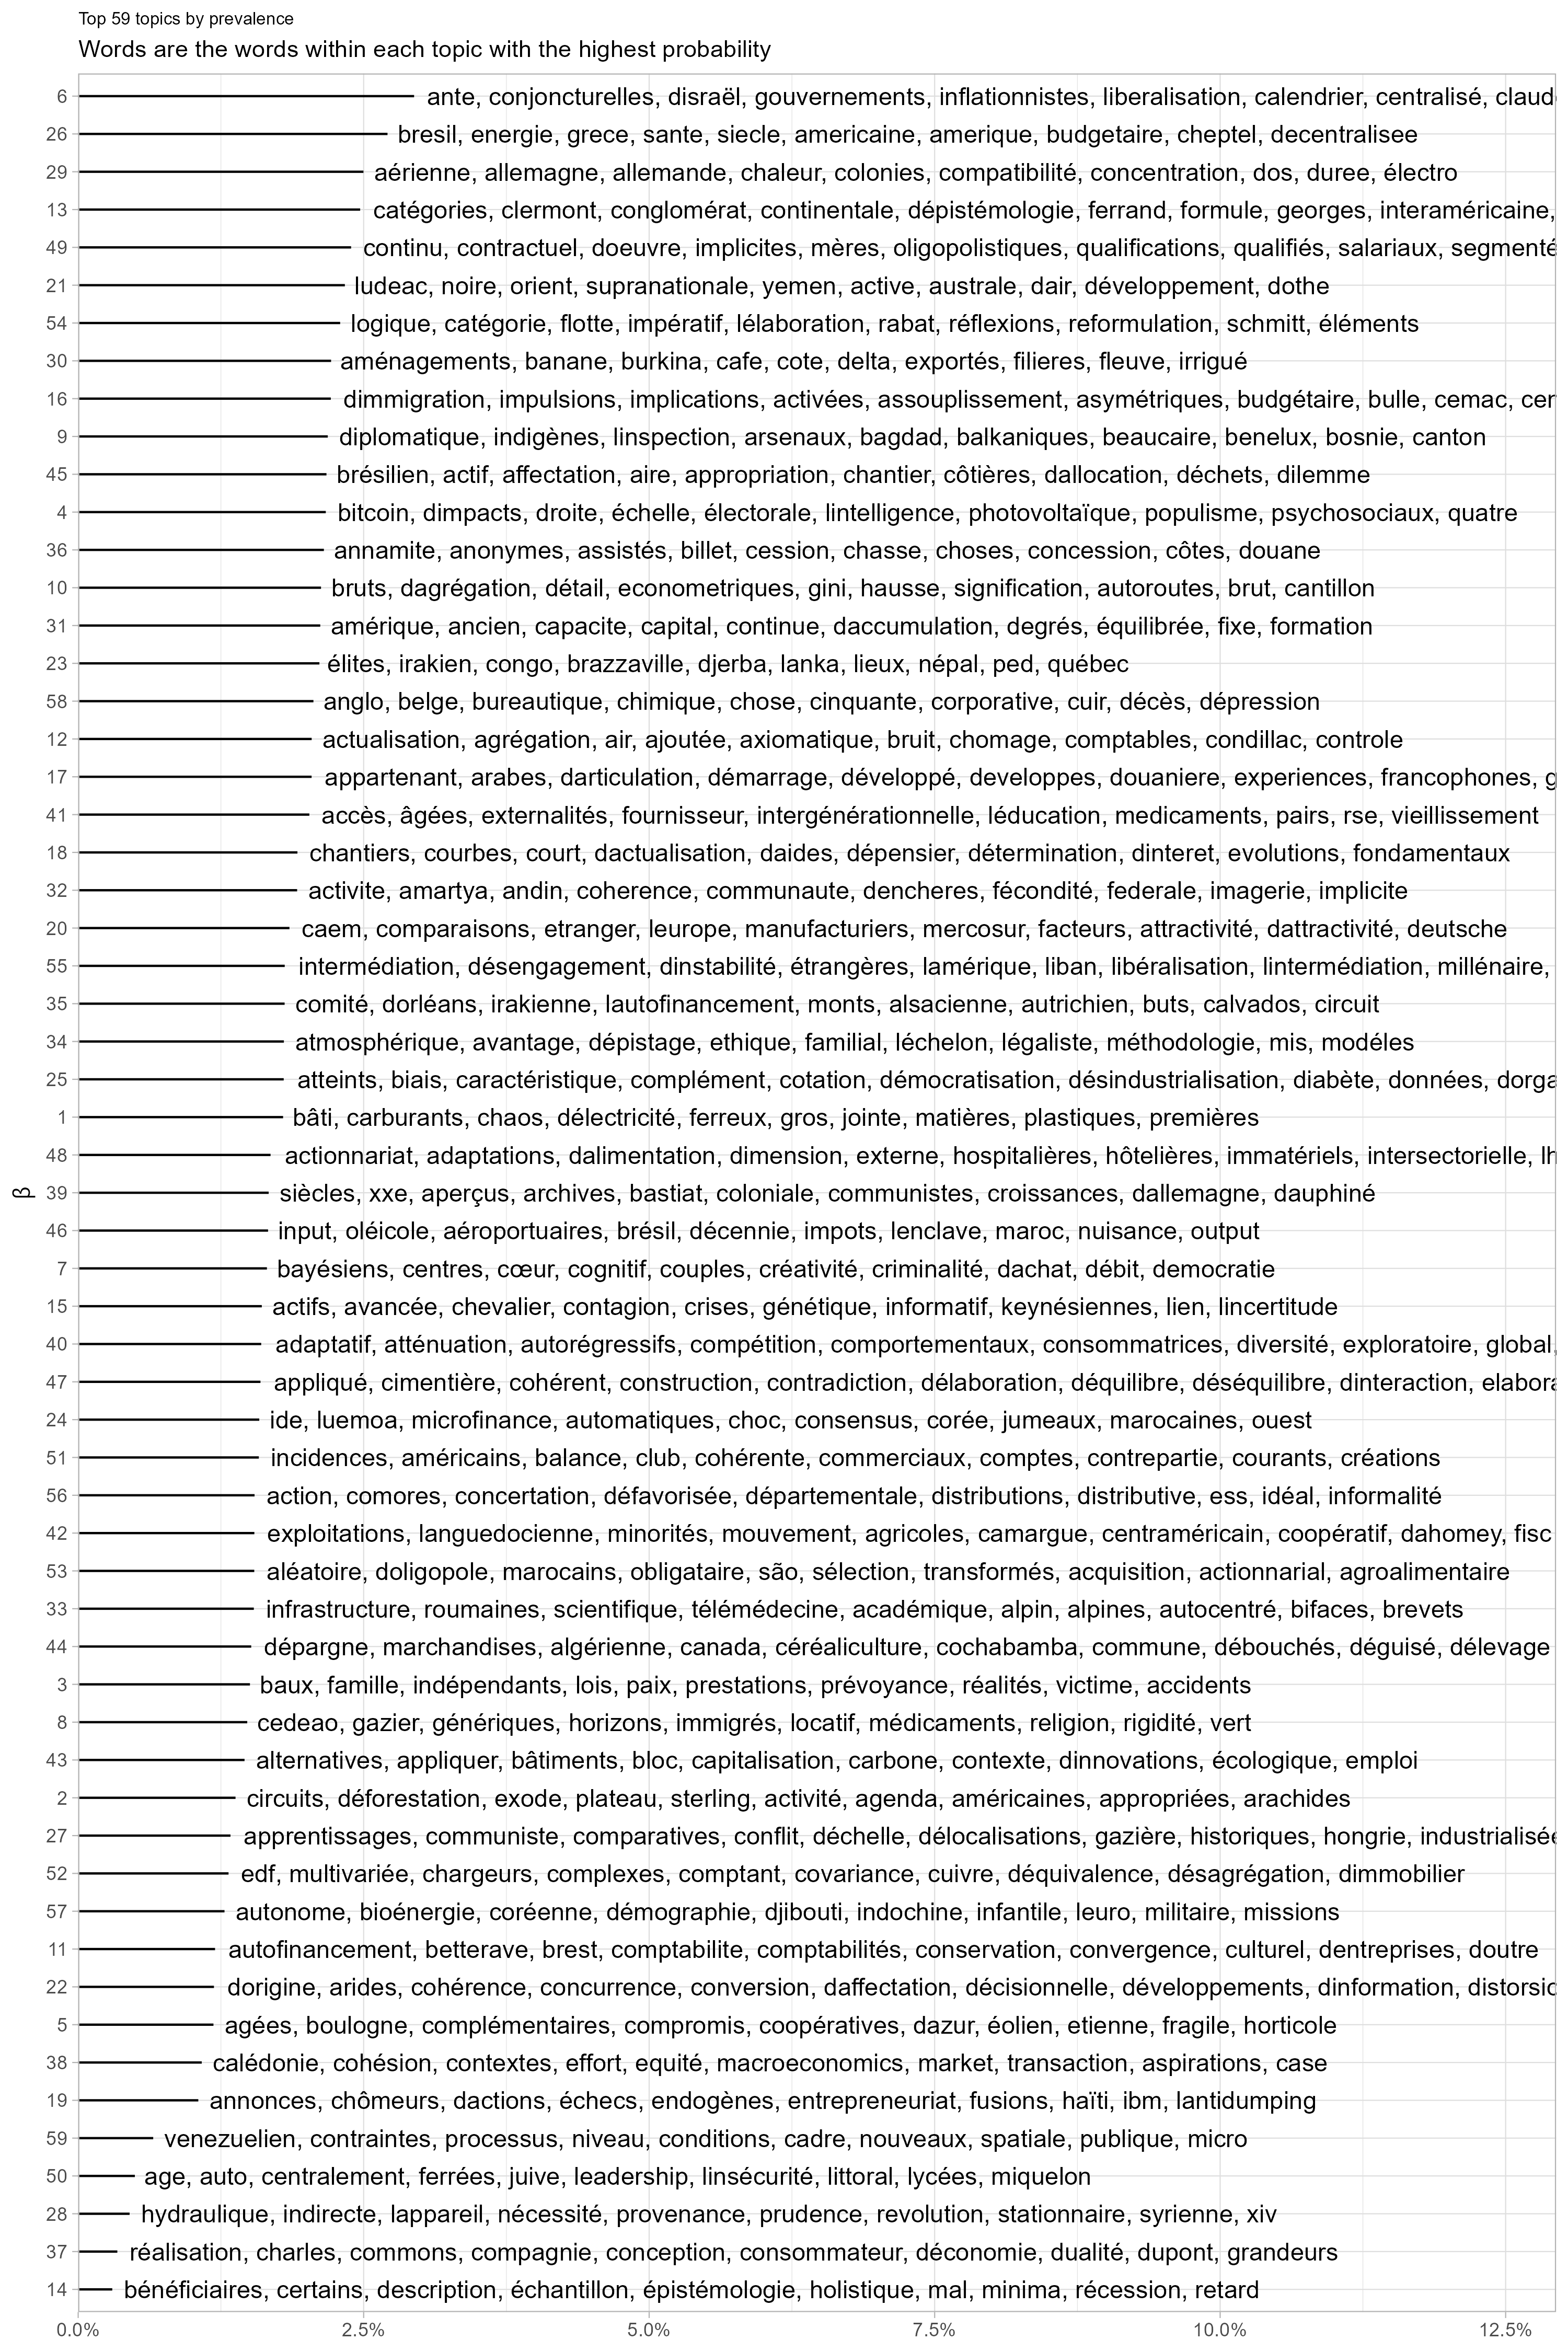 Top 59 topics by prevalence
Words are the words within each topic with the highest probability
6 ante, conjoncturelles, disraël, gouvernements, inflationnistes, liberalisation, calendrier, centralisé, claud
26 bresil, energie, grece, sante, siecle, americaine, amerique, budgetaire, cheptel, decentralisee
29 aérienne, allemagne, allemande, chaleur, colonies, compatibilité, concentration, dos, duree, électro
13 catégories, clermont, conglomérat, continentale, dépistémologie, ferrand, formule, georges, interaméricaine,
49 continu, contractuel, doeuvre, implicites, mères, oligopolistiques, qualifications, qualifiés, salariaux, segmenté
21 ludeac, noire, orient, supranationale, yemen, active, australe, dair, développement, dothe
54 logique, catégorie, flotte, impératif, lélaboration, rabat, réflexions, reformulation, schmitt, éléments
30 aménagements, banane, burkina, cafe, cote, delta, exportés, filieres, fleuve, irrigué
16 dimmigration, impulsions, implications, activées, assouplissement, asymétriques, budgétaire, bulle, cemac, cer
9 diplomatique, indigènes, linspection, arsenaux, bagdad, balkaniques, beaucaire, benelux, bosnie, canton
45 brésilien, actif, affectation, aire, appropriation, chantier, côtières, dallocation, déchets, dilemme
4 bitcoin, dimpacts, droite, échelle, électorale, lintelligence, photovoltaïque, populisme, psychosociaux, quatre
36 annamite, anonymes, assistés, billet, cession, chasse, choses, concession, côtes, douane
10 bruts, dagrégation, détail, econometriques, gini, hausse, signification, autoroutes, brut, cantillon
31 amérique, ancien, capacite, capital, continue, daccumulation, degrés, équilibrée, fixe, formation
23 élites, irakien, congo, brazzaville, djerba, lanka, lieux, népal, ped, québec
58 anglo, belge, bureautique, chimique, chose, cinquante, corporative, cuir, décès, dépression
12 actualisation, agrégation, air, ajoutée, axiomatique, bruit, chomage, comptables, condillac, controle
17 appartenant, arabes, darticulation, démarrage, développé, developpes, douaniere, experiences, francophones, g
41 accès, âgées, externalités, fournisseur, intergénérationnelle, léducation, medicaments, pairs, rse, vieillissement
18 chantiers, courbes, court, dactualisation, daides, dépensier, détermination, dinteret, evolutions, fondamentaux
32 activite, amartya, andin, coherence, communaute, dencheres, fécondité, federale, imagerie, implicite
20 caem, comparaisons, etranger, leurope, manufacturiers, mercosur, facteurs, attractivité, dattractivité, deutsche
55 intermédiation, désengagement, dinstabilité, étrangères, lamérique, liban, libéralisation, lintermédiation, millénaire,
35 comité, dorléans, irakienne, lautofinancement, monts, alsacienne, autrichien, buts, calvados, circuit
34 atmosphérique, avantage, dépistage, ethique, familial, léchelon, légaliste, méthodologie, mis, modéles
25 atteints, biais, caractéristique, complément, cotation, démocratisation, désindustrialisation, diabète, données, dorga
1 bâti, carburants, chaos, délectricité, ferreux, gros, jointe, matières, plastiques, premières
48 actionnariat, adaptations, dalimentation, dimension, externe, hospitalières, hôtelières, immatériels, intersectorielle, lh
39 siècles, xxe, aperçus, archives, bastiat, coloniale, communistes, croissances, dallemagne, dauphiné
46 input, oléicole, aéroportuaires, brésil, décennie, impots, lenclave, maroc, nuisance, output
7 bayésiens, centres, cœur, cognitif, couples, créativité, criminalité, dachat, débit, democratie
15 actifs, avancée, chevalier, contagion, crises, génétique, informatif, keynésiennes, lien, lincertitude
40 adaptatif, atténuation, autorégressifs, compétition, comportementaux, consommatrices, diversité, exploratoire, global,
47 appliqué, cimentière, cohérent, construction, contradiction, délaboration, déquilibre, déséquilibre, dinteraction, elabora
24 ide, luemoa, microfinance, automatiques, choc, consensus, corée, jumeaux, marocaines, ouest
51 incidences, américains, balance, club, cohérente, commerciaux, comptes, contrepartie, courants, créations
56 action, comores, concertation, défavorisée, départementale, distributions, distributive, ess, idéal, informalité
42 exploitations, languedocienne, minorités, mouvement, agricoles, camargue, centraméricain, coopératif, dahomey, fisc
53 aléatoire, doligopole, marocains, obligataire, são, sélection, transformés, acquisition, actionnarial, agroalimentaire
33 infrastructure, roumaines, scientifique, télémédecine, académique, alpin, alpines, autocentré, bifaces, brevets
44 dépargne, marchandises, algérienne, canada, céréaliculture, cochabamba, commune, débouchés, déguisé, délevage
3 baux, famille, indépendants, lois, paix, prestations, prévoyance, réalités, victime, accidents
8 cedeao, gazier, génériques, horizons, immigrés, locatif, médicaments, religion, rigidité, vert
43 alternatives, appliquer, bâtiments, bloc, capitalisation, carbone, contexte, dinnovations, écologique, emploi
2 circuits, déforestation, exode, plateau, sterling, activité, agenda, américaines, appropriées, arachides
27 apprentissages, communiste, comparatives, conflit, déchelle, délocalisations, gazière, historiques, hongrie, industrialisée
52 edf, multivariée, chargeurs, complexes, comptant, covariance, cuivre, déquivalence, désagrégation, dimmobilier
57 autonome, bioénergie, coréenne, démographie, djibouti, indochine, infantile, leuro, militaire, missions
11 autofinancement, betterave, brest, comptabilite, comptabilités, conservation, convergence, culturel, dentreprises, doutre
22 dorigine, arides, cohérence, concurrence, conversion, daffectation, décisionnelle, développements, dinformation, distorsio
5 agées, boulogne, complémentaires, compromis, coopératives, dazur, éolien, etienne, fragile, horticole
38 calédonie, cohésion, contextes, effort, equité, macroeconomics, market, transaction, aspirations, case
19 annonces, chômeurs, dactions, échecs, endogènes, entrepreneuriat, fusions, haïti, ibm, lantidumping
59 venezuelien, contraintes, processus, niveau, conditions, cadre, nouveaux, spatiale, publique, micro
50 age, auto, centralement, ferrées, juive, leadership, linsécurité, littoral, lycées, miquelon
28 hydraulique, indirecte, lappareil, nécessité, provenance, prudence, revolution, stationnaire, syrienne, xiv
37 réalisation, charles, commons, compagnie, conception, consommateur, déconomie, dualité, dupont, grandeurs
14 bénéficiaires, certains, description, échantillon, épistémologie, holistique, mal, minima, récession, retard
β
0.0% 2.5% 5.0% 7.5% 10.0% 12.5%